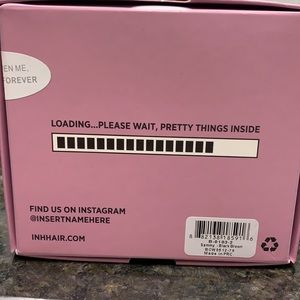 EN ME,
FOREVER
LOADING...PLEASE WAIT, PRETTY THINGS INSIDE
FIND US ON INSTAGRAM
@INSERTNAMEHERE
INHHAIR.COM
Made in PRC